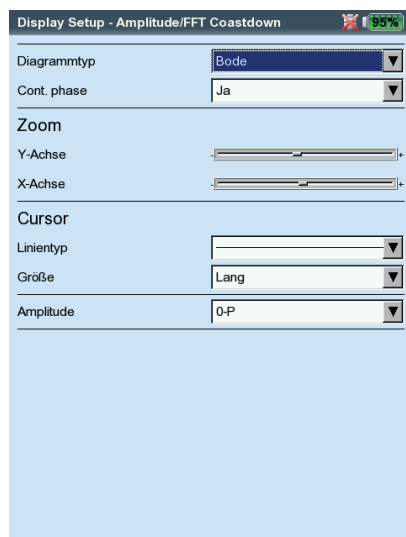 Display Setup - Amplitude/FFT Coastdown 95%
Diagrammtyp Bode
Cont. phase Ja
Zoom
Y-Achse - +
X-Achse - +
Cursor
Linientyp
Größe Lang
Amplitude 0-P